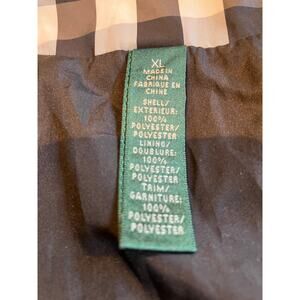 XL
MADE IN
CHINA
FABRIQUE EN
CHINE
SHELL/
EXTERIEUR:
100%
POLYESTER/
POLYESTER
LINING/
DOUBLURE:
100%
POLYESTER/
POLYESTER
TRIM/
GARNITURE:
100%
POLYESTER/
POLYESTER